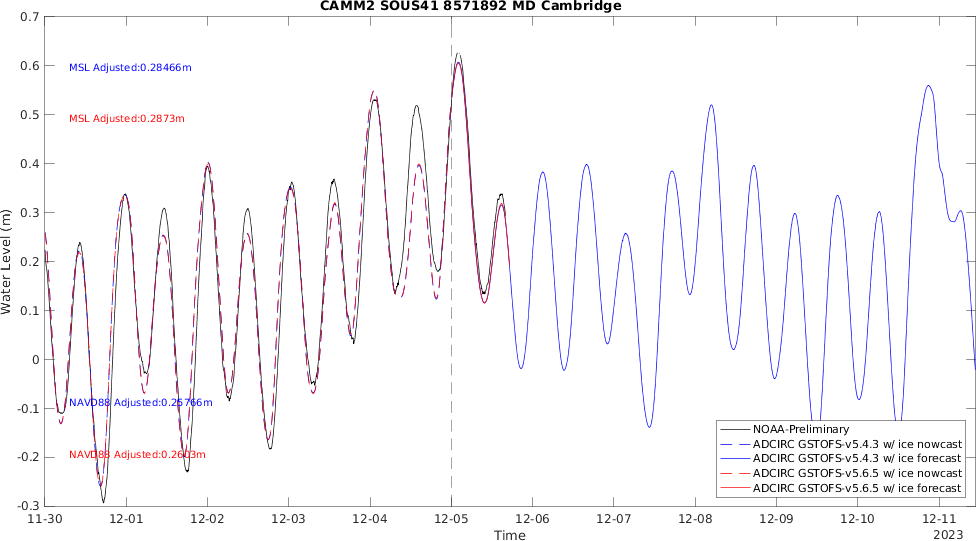 CAMM2 SOUS41 8571892 MD Cambridge
0.7
0.6
0.5
0.4
0.3
0.2
0.1
0
-0.1
-0.2
-0.3
Water Level (m)
MSL Adjusted:0.28466m
MSL Adjusted:0.2873m
NAVD88 Adjusted:0.25766m
NAVD88 Adjusted:0.2603m
NOAA-Preliminary
ADCIRC GSTOFS-v5.4.3 w/ ice nowcast
ADCIRC GSTOFS-v5.4.3 w/ ice forecast
ADCIRC GSTOFS-v5.6.5 w/ ice nowcast
ADCIRC GSTOFS-v5.6.5 w/ ice forecast
11-30 12-01 12-02 12-03 12-04 12-05 12-06 12-07 12-08 12-09 12-10 12-11
Time
2023